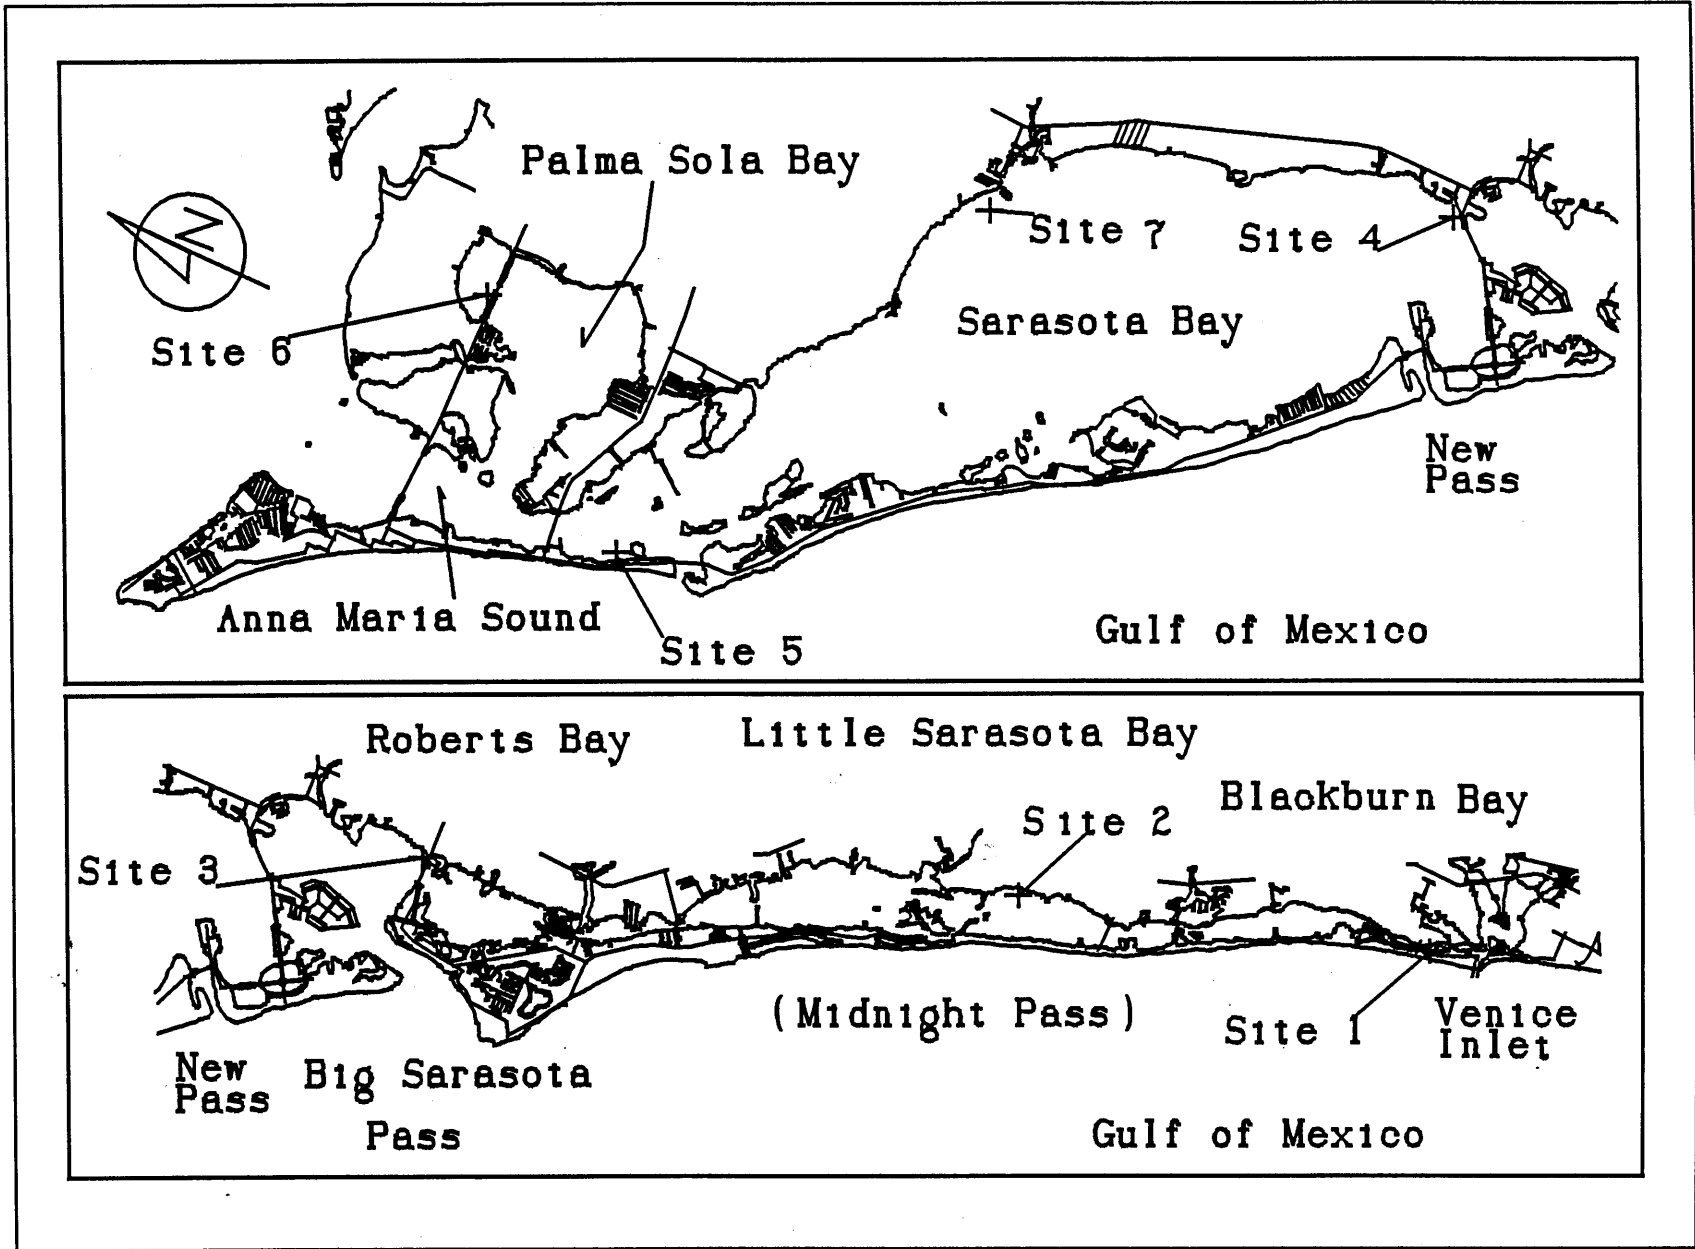 Palma Sola Bay
N
Site 7
Site 4
Sarasota Bay
Site 6
New
Pass
Anna Maria Sound
Gulf of Mexico
Site 5
Roberts Bay
Little Sarasota Bay
Blackburn Bay
Site 2
Site 3
(Midnight Pass)
Site 1
Venice
Inlet
New
Pass
Big Sarasota
Pass
Gulf of Mexico